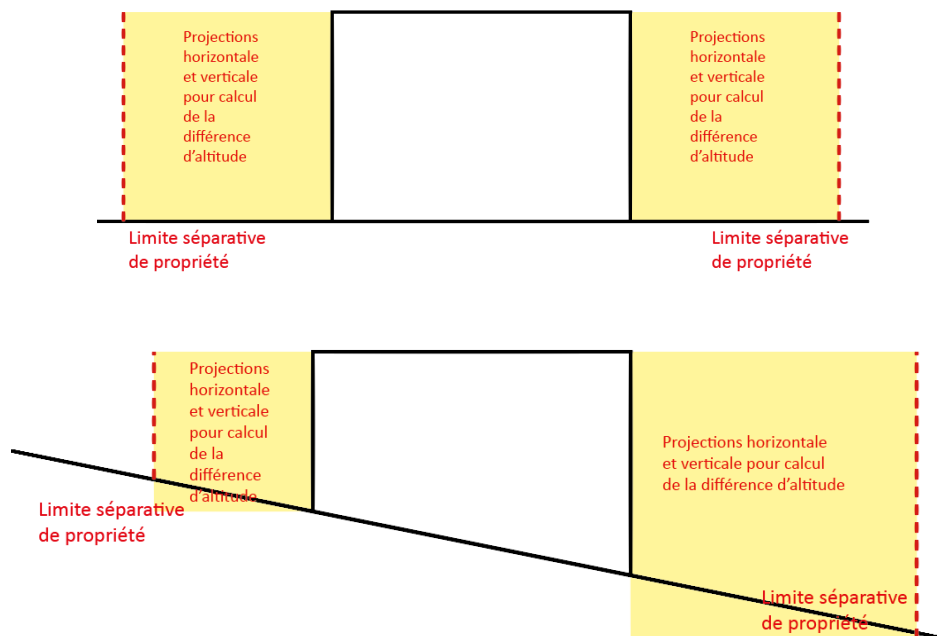 Projections
horizontale
et verticale
pour calcul
de la
différence
d'altitude
Projections
horizontale
et verticale
pour calcul
de la
différence
d'altitude
Limite séparative
de propriété
Limite séparative
de propriété
Projections
horizontale
et verticale
pour calcul
de la
différence
d'altitude
Limite séparative
de propriété
Projections horizontale
et verticale pour calcul
de la différence d'altitude
Limite séparative
de propriété